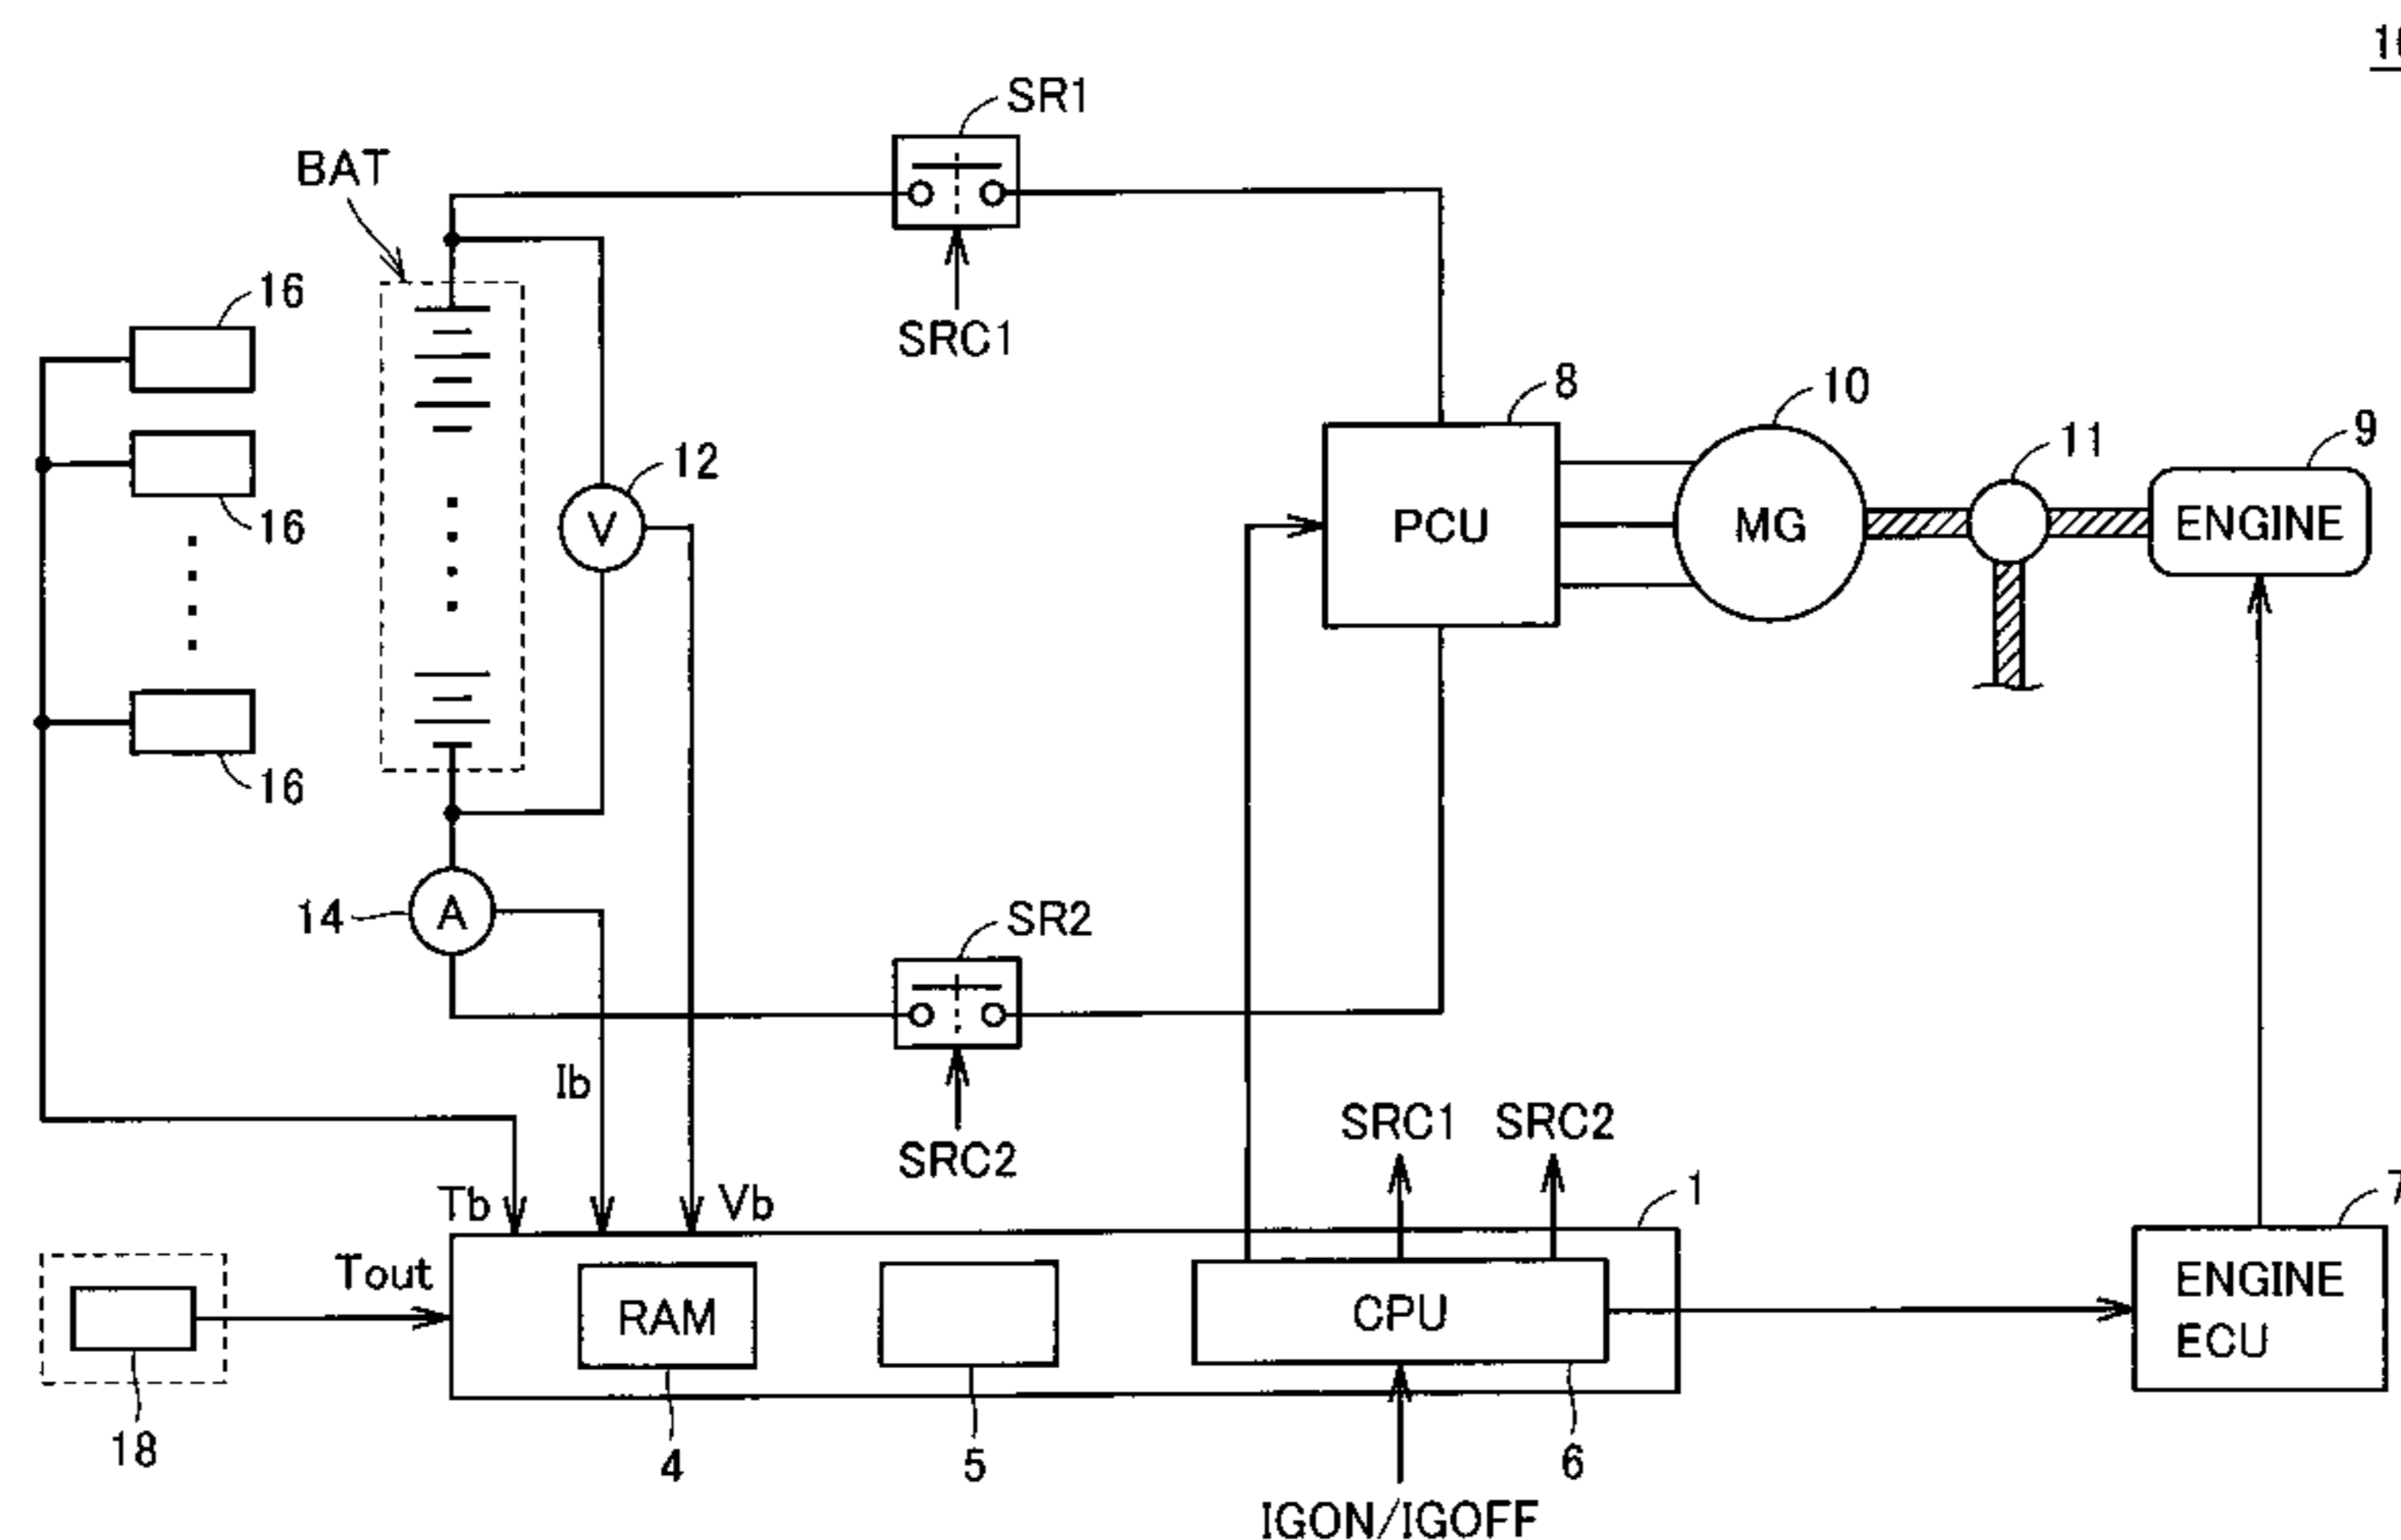 SR1
BAT
16
SRC1
8
10
11
9
16
12
V
PCU
MG
ENGINE
16
14
A
SR2
Ib
SRC2
SRC1
SRC2
1
Tb
Vb
Tout
RAM
CPU
ENGINE
ECU
18
4
5
6
IGON/IGOFF